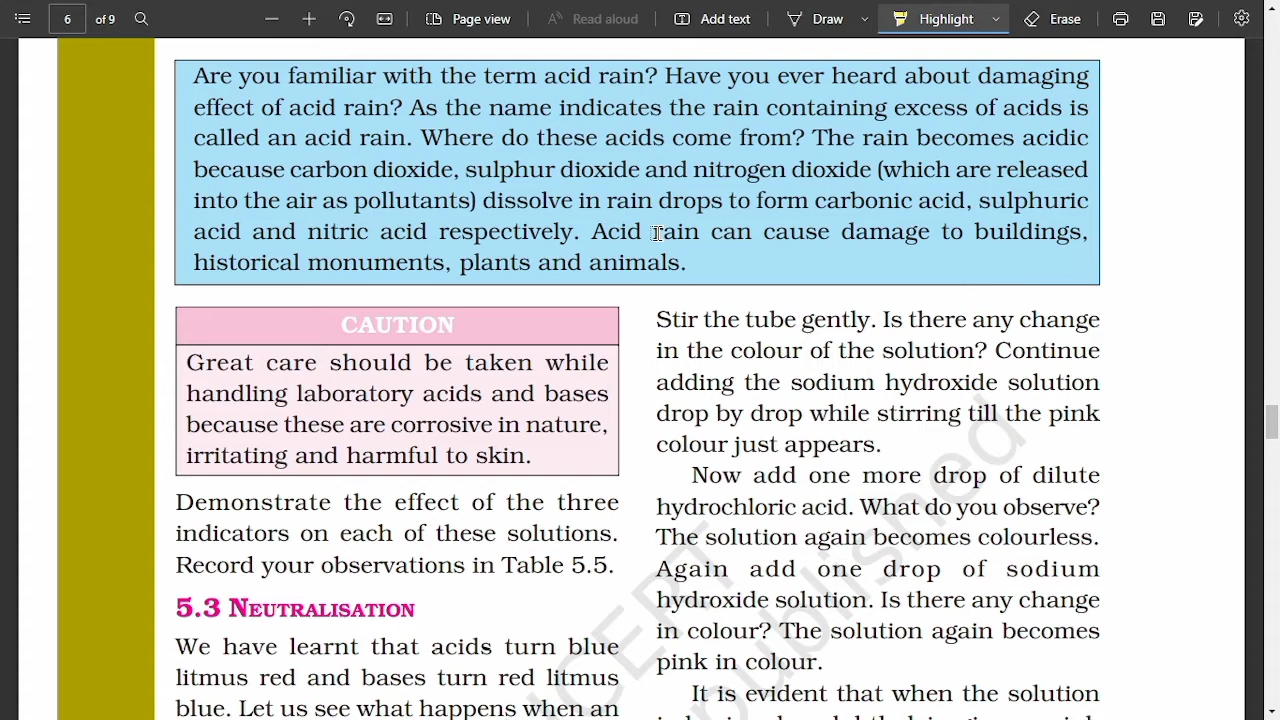 6 of 9 Page view Read aloud Add text Draw Highlight Erase
Are you familiar with the term acid rain? Have you ever heard about damaging
effect of acid rain? As the name indicates the rain containing excess of acids is
called an acid rain. Where do these acids come from? The rain becomes acidic
because carbon dioxide, sulphur dioxide and nitrogen dioxide (which are released
into the air as pollutants) dissolve in rain drops to form carbonic acid, sulphuric
acid and nitric acid respectively. Acid rain can cause damage to buildings,
historical monuments, plants and animals.
CAUTION
Great care should be taken while
handling laboratory acids and bases
because these are corrosive in nature,
irritating and harmful to skin.
Demonstrate the effect of the three
indicators on each of these solutions.
Record your observations in Table 5.5.
5.3 NEUTRALISATION
We have learnt that acids turn blue
litmus red and bases turn red litmus
blue. Let us see what happens when an
Stir the tube gently. Is there any change
in the colour of the solution? Continue
adding the sodium hydroxide solution
drop by drop while stirring till the pink
colour just appears.
Now add one more drop of dilute
hydrochloric acid. What do you observe?
The solution again becomes colourless.
Again add one drop of sodium
hydroxide solution. Is there any change
in colour? The solution again becomes
pink in colour.
It is evident that when the solution